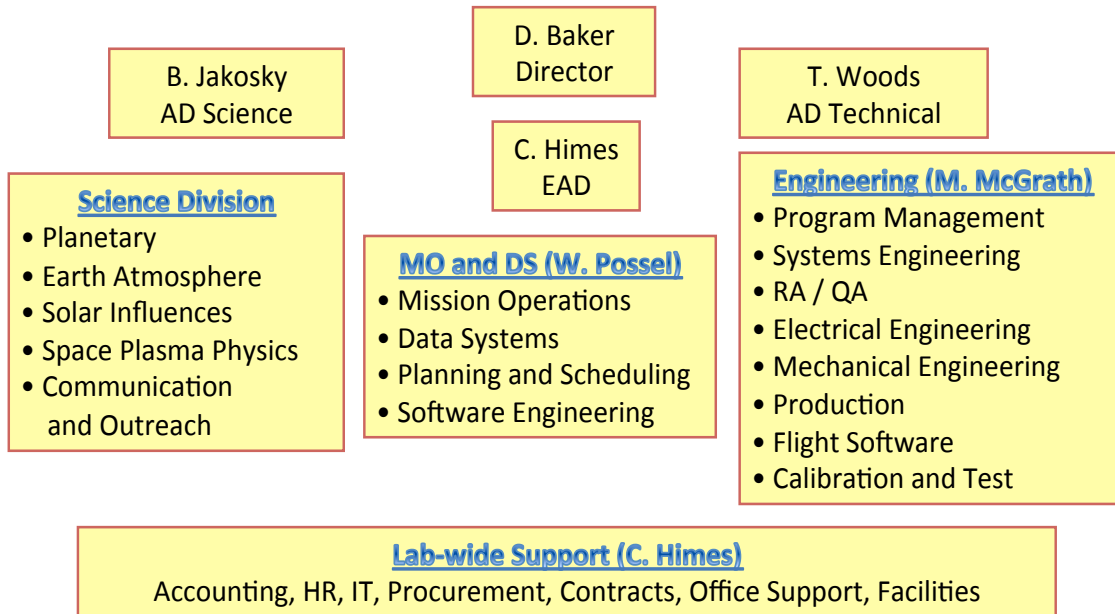 D. Baker
Director
B. Jakosky
AD Science
T. Woods
AD Technical
C. Himes
EAD
Science Division
• Planetary
• Earth Atmosphere
• Solar Influences
• Space Plasma Physics
• Communication
and Outreach
MO and DS (W. Possel)
• Mission Operations
• Data Systems
• Planning and Scheduling
• Software Engineering
Engineering (M. McGrath)
• Program Management
• Systems Engineering
• RA / QA
• Electrical Engineering
• Mechanical Engineering
• Production
• Flight Software
• Calibration and Test
Lab-wide Support (C. Himes)
Accounting, HR, IT, Procurement, Contracts, Office Support, Facilities